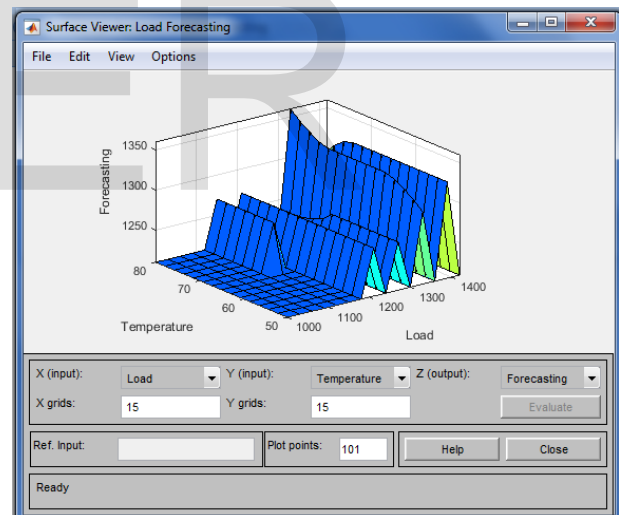 Surface Viewer: Load Forecasting
File Edit View Options
ER
1350
1300
1250
Forecasting
80
70
60
50
Temperature
1000
1100
1200
1300
1400
Load
X (input): Load Y (input): Temperature Z (output): Forecasting
X grids: 15 Y grids: 15 Evaluate
Ref. Input: Plot points: 101 Help Close
Ready